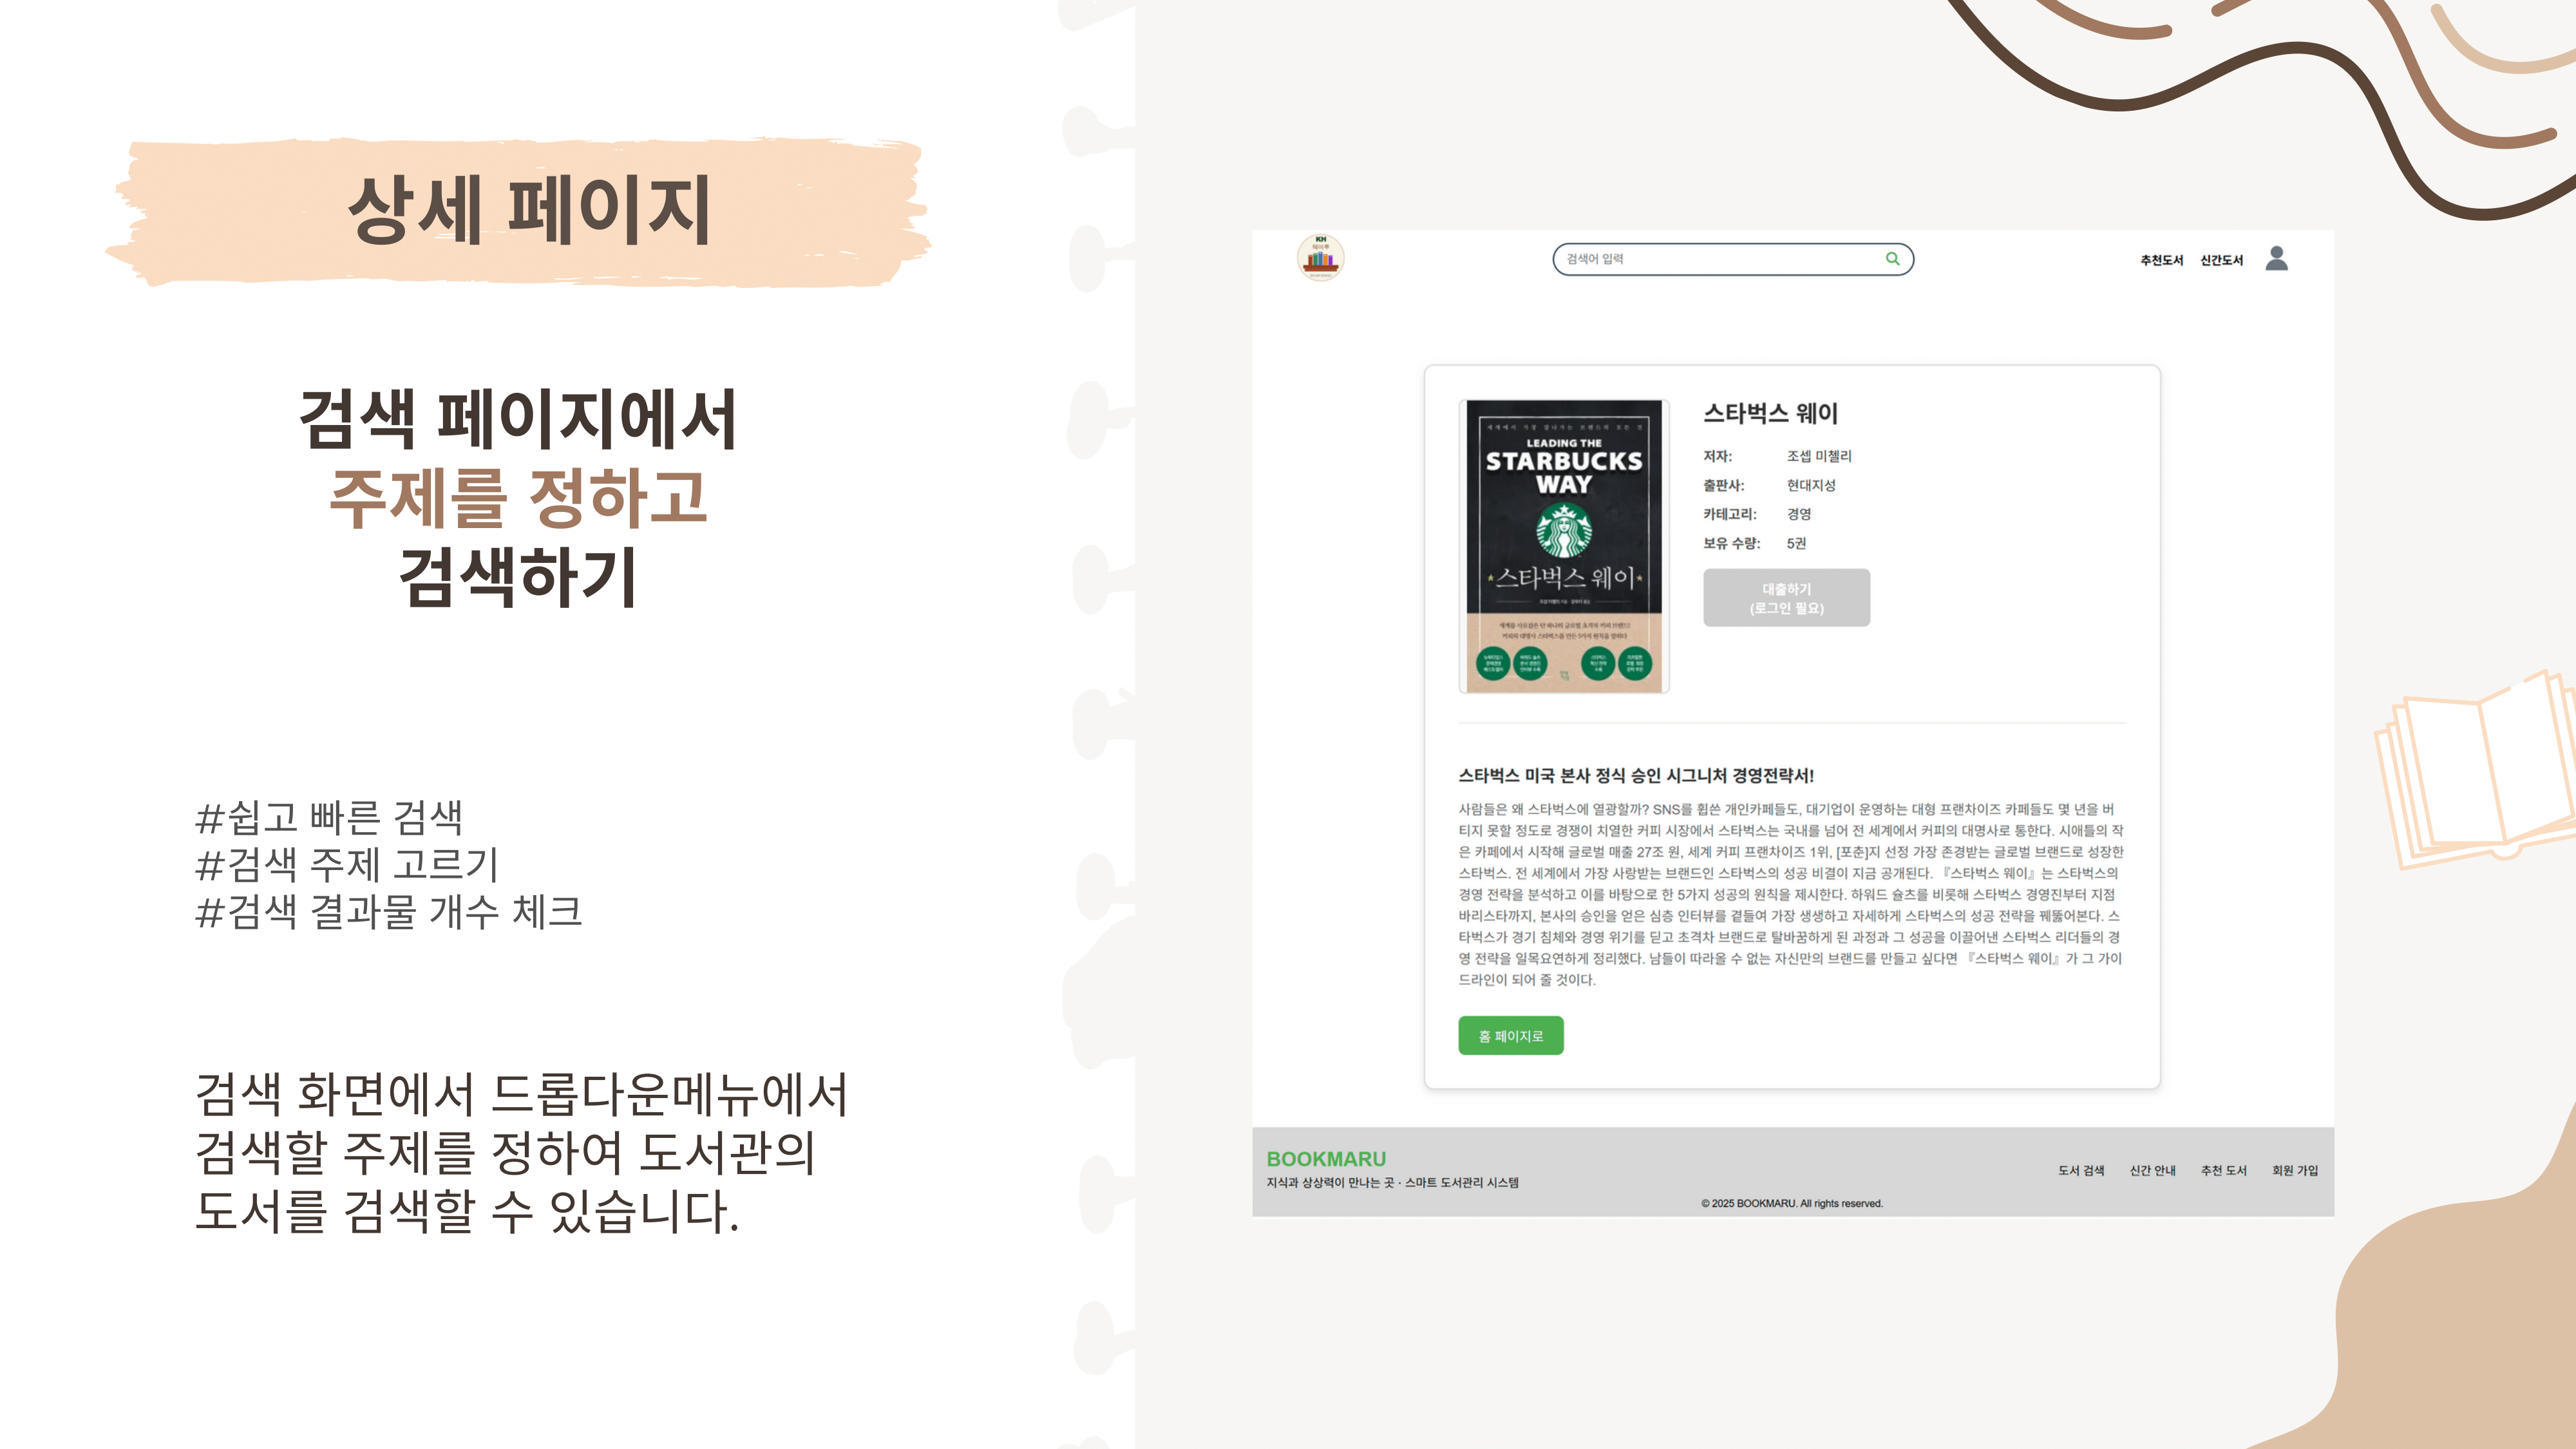 상세 페이지
검색 페이지에서
주제를 정하고
검색하기
#쉽고 빠른 검색
#검색 주제 고르기
#검색 결과물 개수 체크
검색 화면에서 드롭다운메뉴에서
검색할 주제를 정하여 도서관의
도서를 검색할 수 있습니다.
KH
검색어 입력
추천도서 신간도서
세계에서 가장 잘나가는 브랜드의 모든 것
LEADING THE
STARBUCKS
WAY
스타벅스 웨이
스타벅스 웨이
저자: 조셉 미첼리
출판사: 현대지성
카테고리: 경영
보유 수량: 5권
대출하기
(로그인 필요)
스타벅스 미국 본사 정식 승인 시그니처 경영전략서!
사람들은 왜 스타벅스에 열광할까? SNS를 휩쓴 개인카페들도, 대기업이 운영하는 대형 프랜차이즈 카페들도 몇 년을 버
티지 못할 정도로 경쟁이 치열한 커피 시장에서 스타벅스는 국내를 넘어 전 세계에서 커피의 대명사로 통한다. 시애틀의 작
은 카페에서 시작해 글로벌 매출 27조 원, 세계 커피 프랜차이즈 1위, [포춘]지 선정 가장 존경받는 글로벌 브랜드로 성장한
스타벅스. 전 세계에서 가장 사랑받는 브랜드인 스타벅스의 성공 비결이 지금 공개된다. 『스타벅스 웨이』는 스타벅스의
경영 전략을 분석하고 이를 바탕으로 한 5가지 성공의 원칙을 제시한다. 하워드 슐츠를 비롯해 스타벅스 경영진부터 지점
바리스타까지, 본사의 승인을 얻은 심층 인터뷰를 곁들여 가장 생생하고 자세하게 스타벅스의 성공 전략을 꿰뚫어본다. 스
타벅스가 경기 침체와 경영 위기를 딛고 초격차 브랜드로 탈바꿈하게 된 과정과 그 성공을 이끌어낸 스타벅스 리더들의 경
영 전략을 일목요연하게 정리했다. 남들이 따라올 수 없는 자신만의 브랜드를 만들고 싶다면 『스타벅스 웨이』가 그 가이
드라인이 되어 줄 것이다.
홈 페이지로
BOOKMARU
지식과 상상력이 만나는 곳 · 스마트 도서관리 시스템
도서 검색 신간 안내 추천 도서 회원 가입
© 2025 BOOKMARU. All rights reserved.